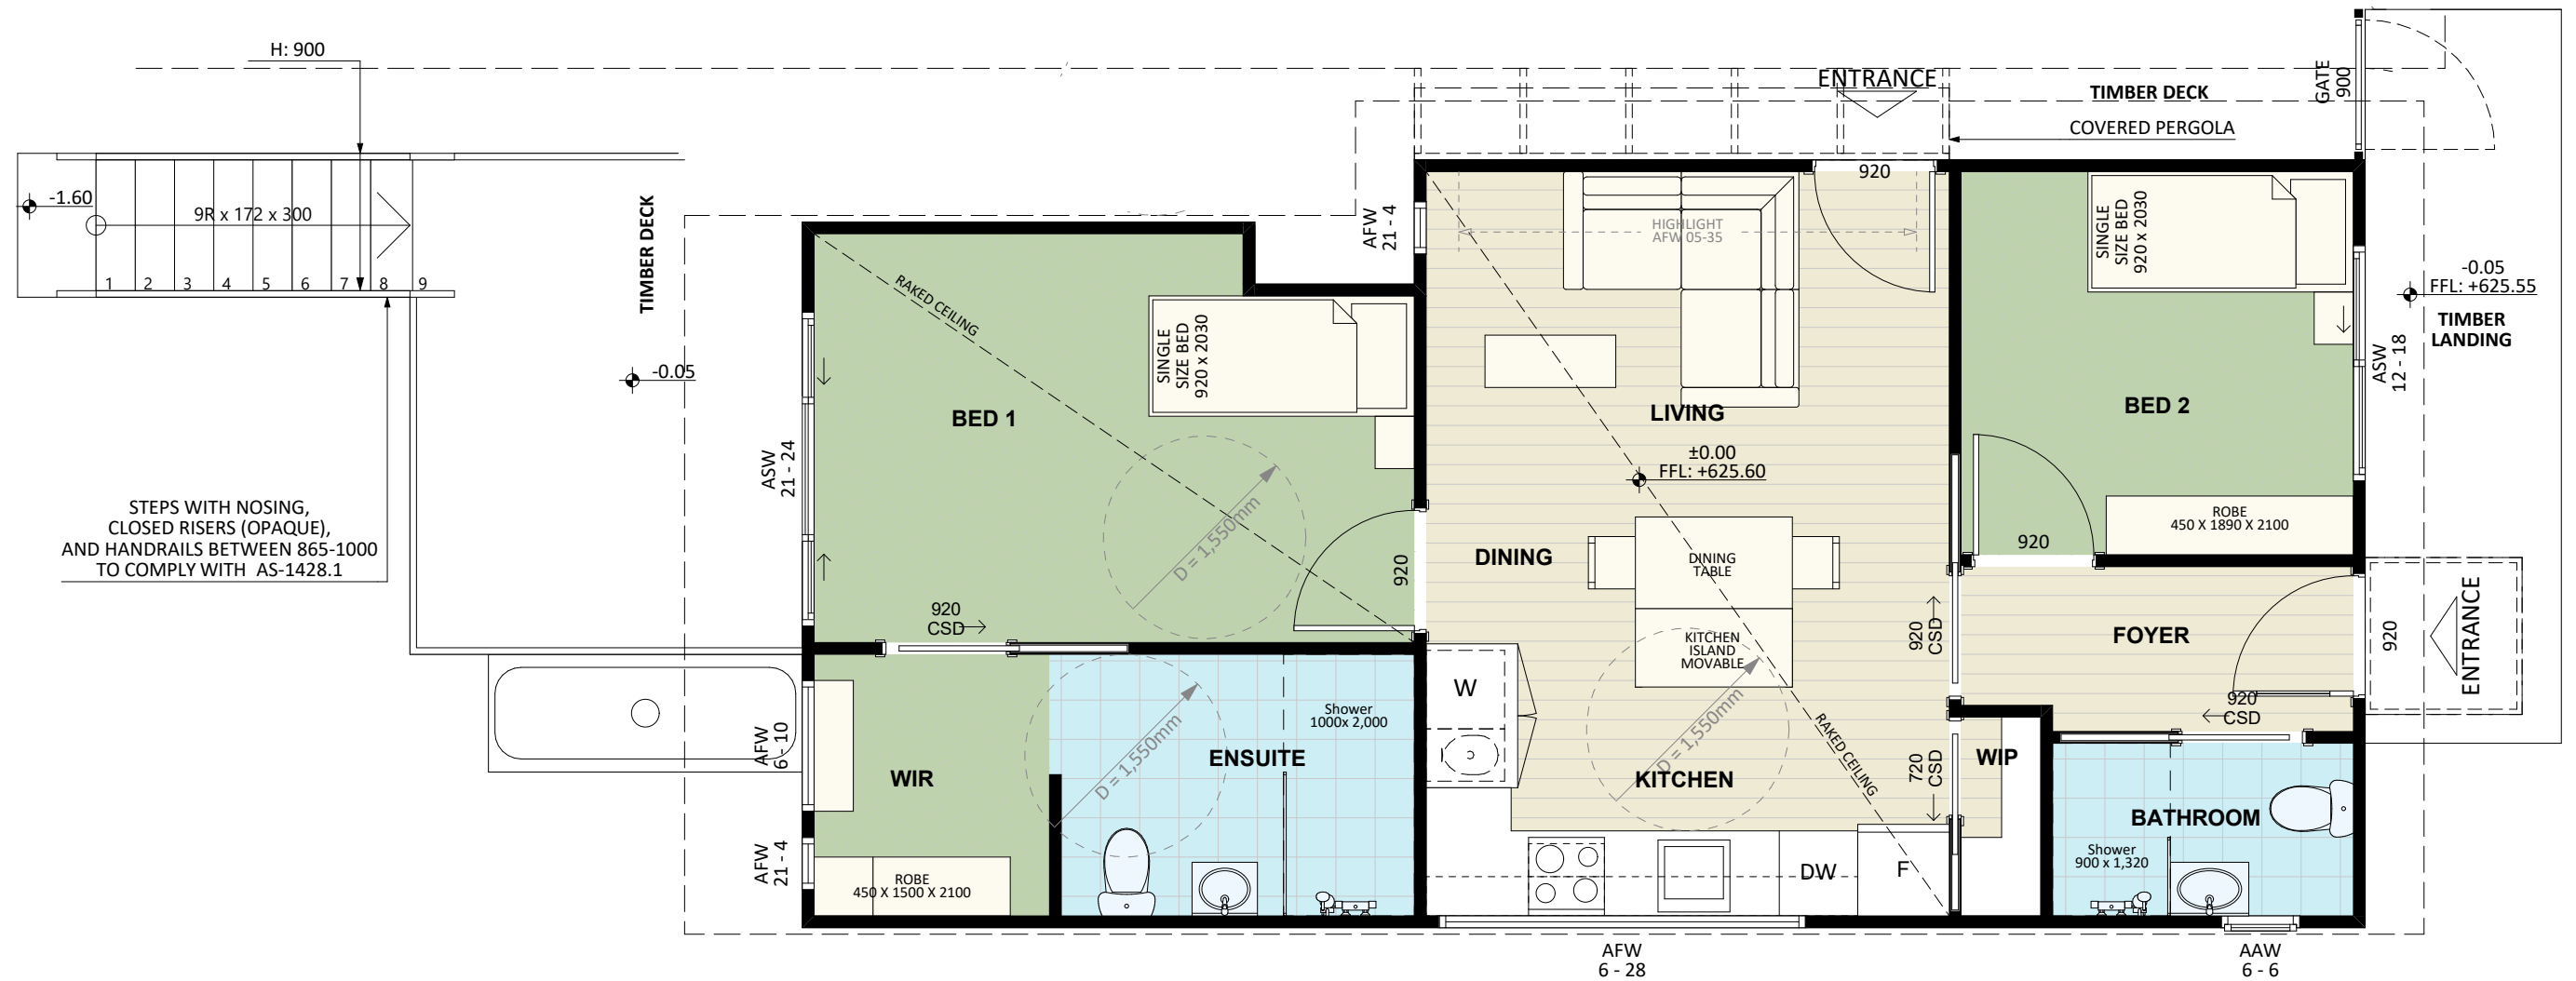 H: 900
ENTRANCE
TIMBER DECK
GATE
900
COVERED PERGOLA
-1.60
9R x 172 x 300
1 2 3 4 5 6 7 8 9
TIMBER DECK
-0.05
STEPS WITH NOSING,
CLOSED RISERS (OPAQUE),
AND HANDRAILS BETWEEN 865-1000
TO COMPLY WITH AS-1428.1
RAKED CEILING
SINGLE
SIZE BED
920 x 2030
BED 1
ASW
21 - 24
D = 1,550mm
920
920
CSD
AFW
21 - 4
920
HIGHLIGHT
AFW 05-35
LIVING
±0.00
FFL: +625.60
DINING
DINING
TABLE
KITCHEN
ISLAND
MOVABLE
SINGLE
SIZE BED
920 x 2030
BED 2
ROBE
450 X 1890 X 2100
920
-0.05
FFL: +625.55
TIMBER
LANDING
ASW
12 - 18
FOYER
920
CSD
920
ENTRANCE
920
CSD
AFW
6 - 10
WIR
AFW
21 - 4
ROBE
450 X 1500 X 2100
D = 1,550mm
ENSUITE
Shower
1000x 2,000
W
D = 1,550mm
KITCHEN
RAKED CEILING
720
CSD
WIP
DW
F
BATHROOM
Shower
900 x 1,320
AFW
6 - 28
AAW
6 - 6